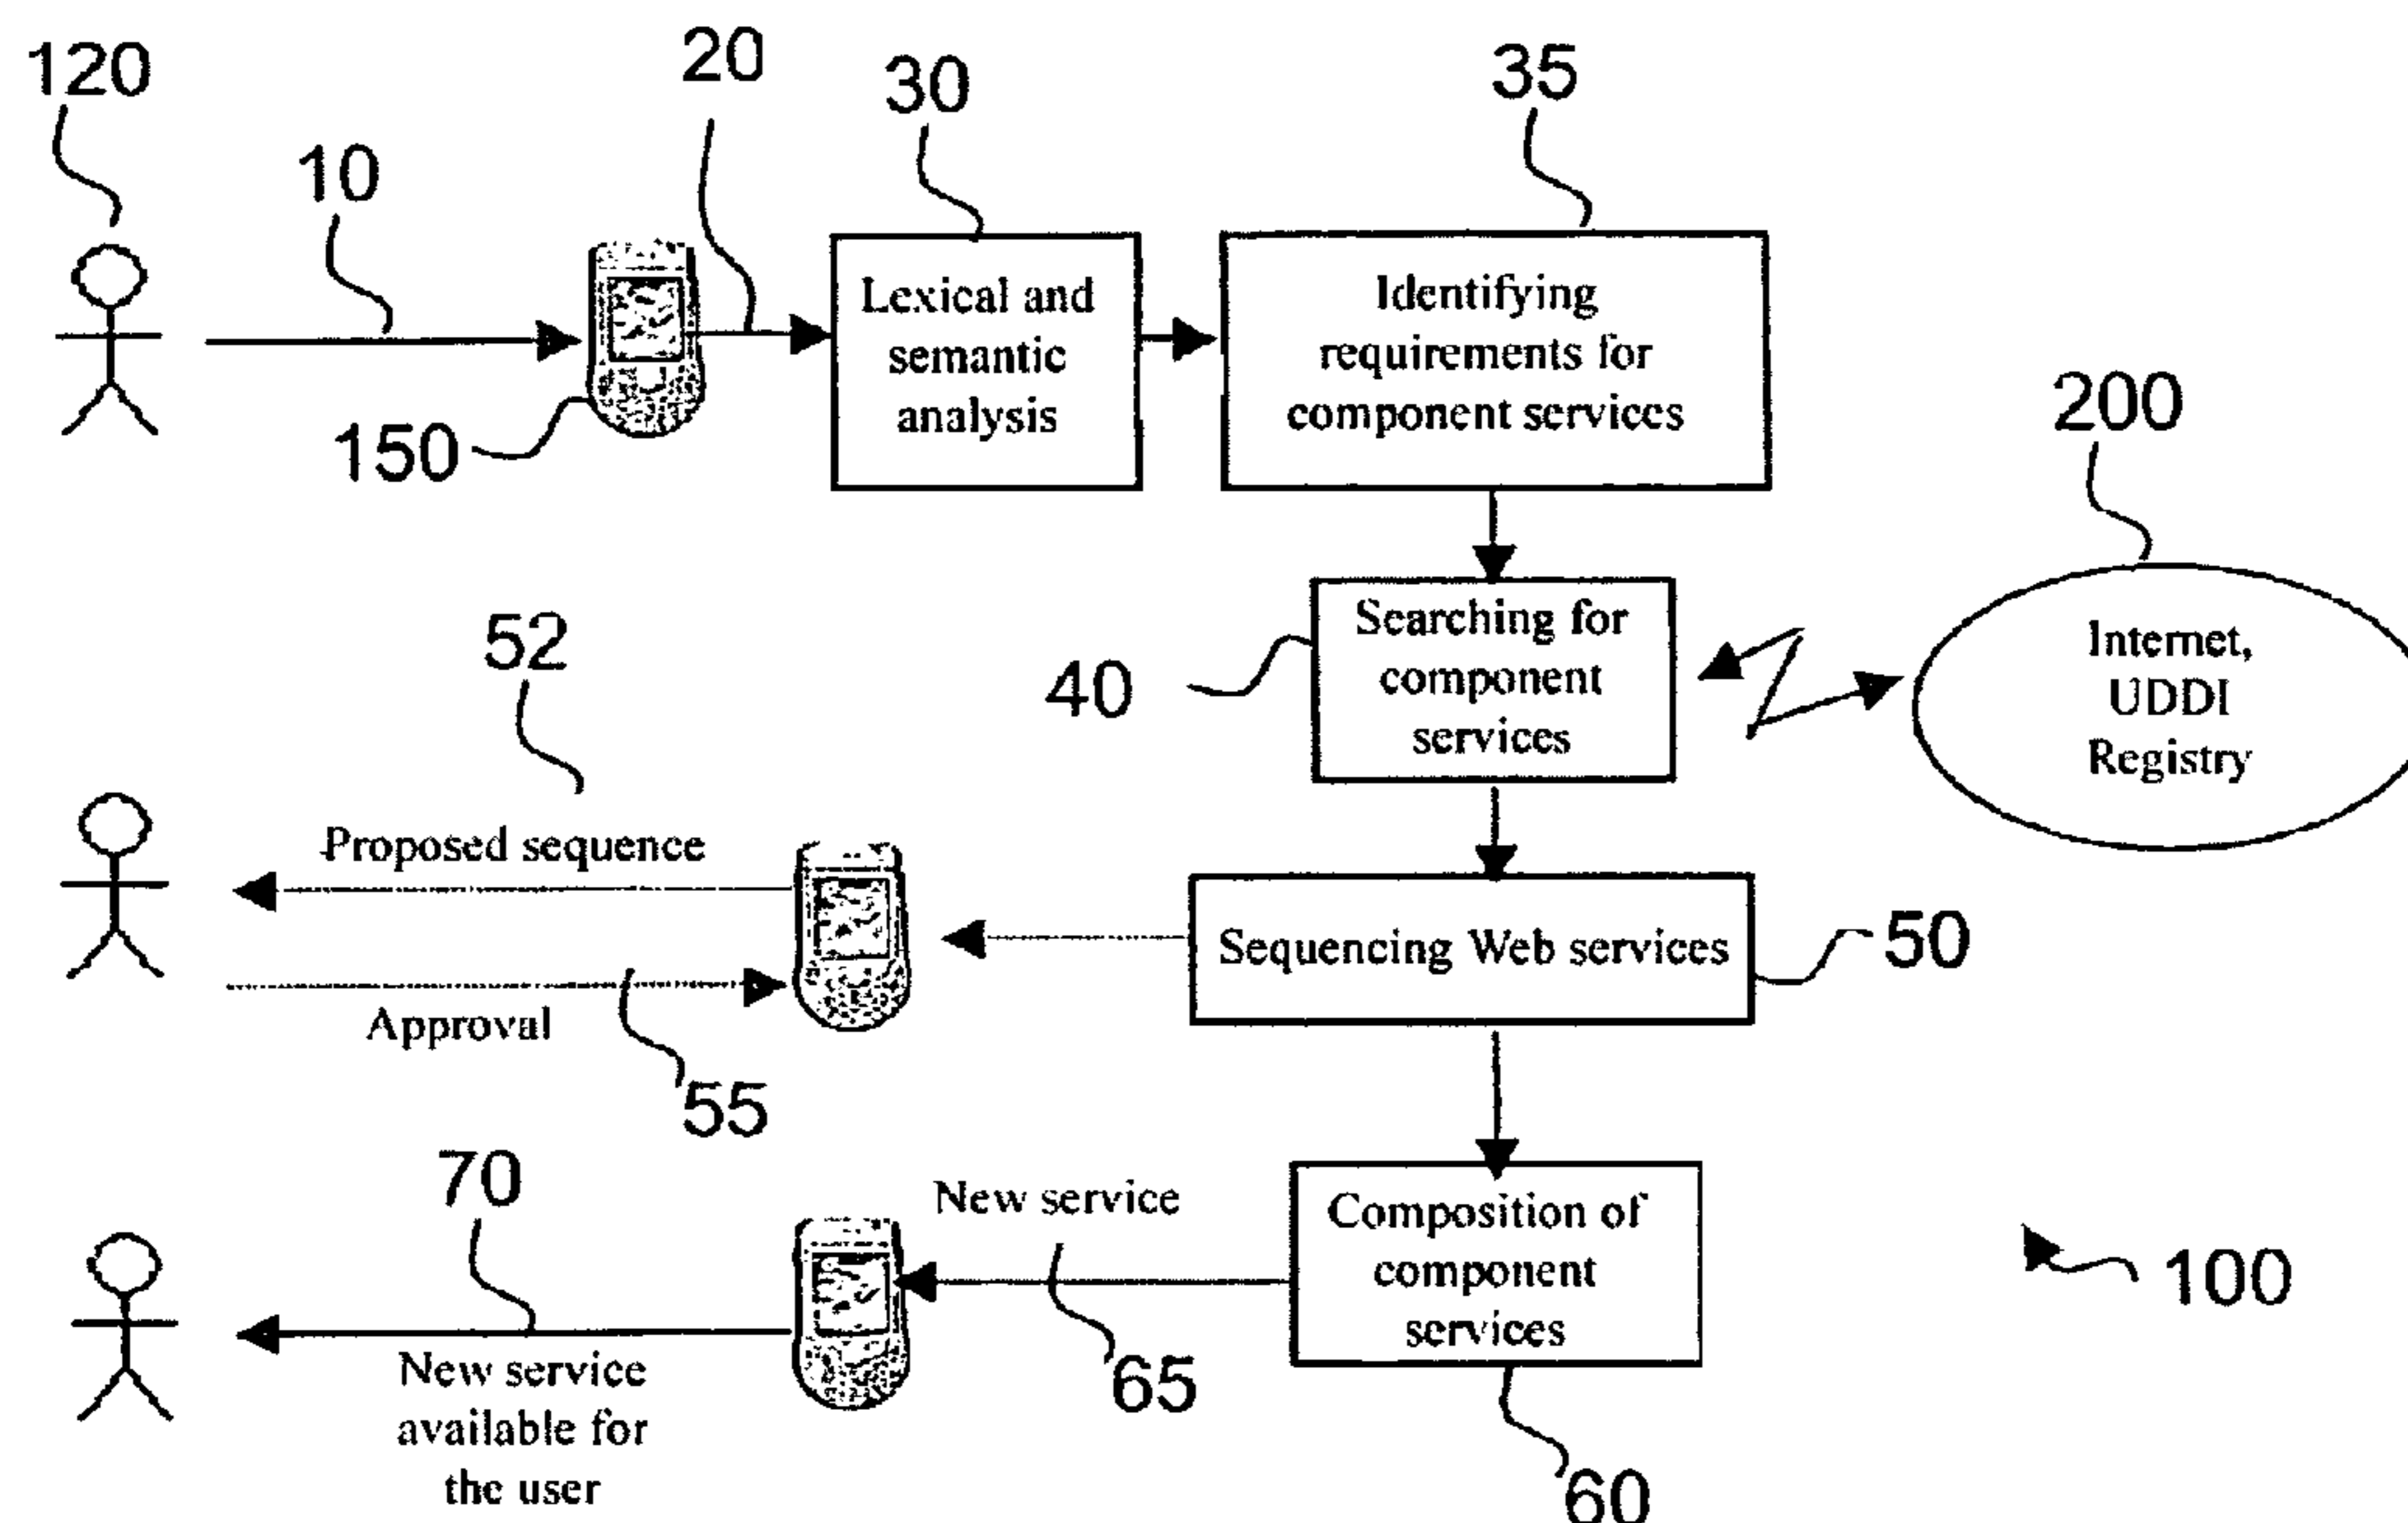 120
10
20
30
35
150
Lexical and
semantic
analysis
Identifying
requirements for
component services
200
Searching for
component
services
40
Internet,
UDDI
Registry
52
Proposed sequence
Approval
55
Sequencing Web services
50
70
New service
available for
the user
New service
65
Composition of
component
services
60
100